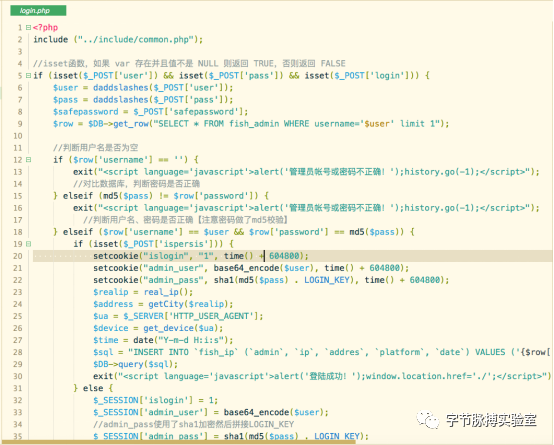 login.php
1 <?php
2 include ("../include/common.php");
3
4 //isset函数，如果 var 存在并且值不是 NULL 则返回 TRUE，否则返回 FALSE
5 if (isset($_POST['user']) && isset($_POST['pass']) && isset($_POST['login'])) {
6 $user = daddslashes($_POST['user']);
7 $pass = daddslashes($_POST['pass']);
8 $safepassword = $_POST['safepassword'];
9 $row = $DB->get_row("SELECT * FROM fish_admin WHERE username='$user' limit 1");
10
11 //判断用户名是否为空
12 if ($row['username'] == '') {
13 exit("<script language='javascript'>alert('管理员帐号或密码不正确！');history.go(-1);</script>");
14 //对比数据库，判断密码是否正确
15 } elseif (md5($pass) != $row['password']) {
16 exit("<script language='javascript'>alert('管理员帐号或密码不正确！');history.go(-1);</script>");
17 //判断用户名、密码是否正确【注意密码做了md5校验】
18 } elseif ($row['username'] == $user && $row['password'] == md5($pass)) {
19 if (isset($_POST['ispersis'])) {
20 setcookie("islogin", "1", time() + 604800);
21 setcookie("admin_user", base64_encode($user), time() + 604800);
22 setcookie("admin_pass", sha1(md5($pass) . LOGIN_KEY), time() + 604800);
23 $realip = real_ip();
24 $address = getCity($realip);
25 $ua = $_SERVER['HTTP_USER_AGENT'];
26 $device = get_device($ua);
27 $time = date("Y-m-d H:i:s");
28 $sql = "INSERT INTO `fish_ip` (`admin`, `ip`, `addres`, `platform`, `date`) VALUES ('{$row[
29 $DB->query($sql);
30 exit("<script language='javascript'>alert('登陆成功！');window.location.href='./';</script>")
31 } else {
32 $_SESSION['islogin'] = 1;
33 $_SESSION['admin_user'] = base64_encode($user);
34 //admin_pass使用了sha1加密然后拼接LOGIN_KEY
35 $_SESSION['admin_pass'] = sha1(md5($pass) . LOGIN_KEY);
字节脉搏实验室